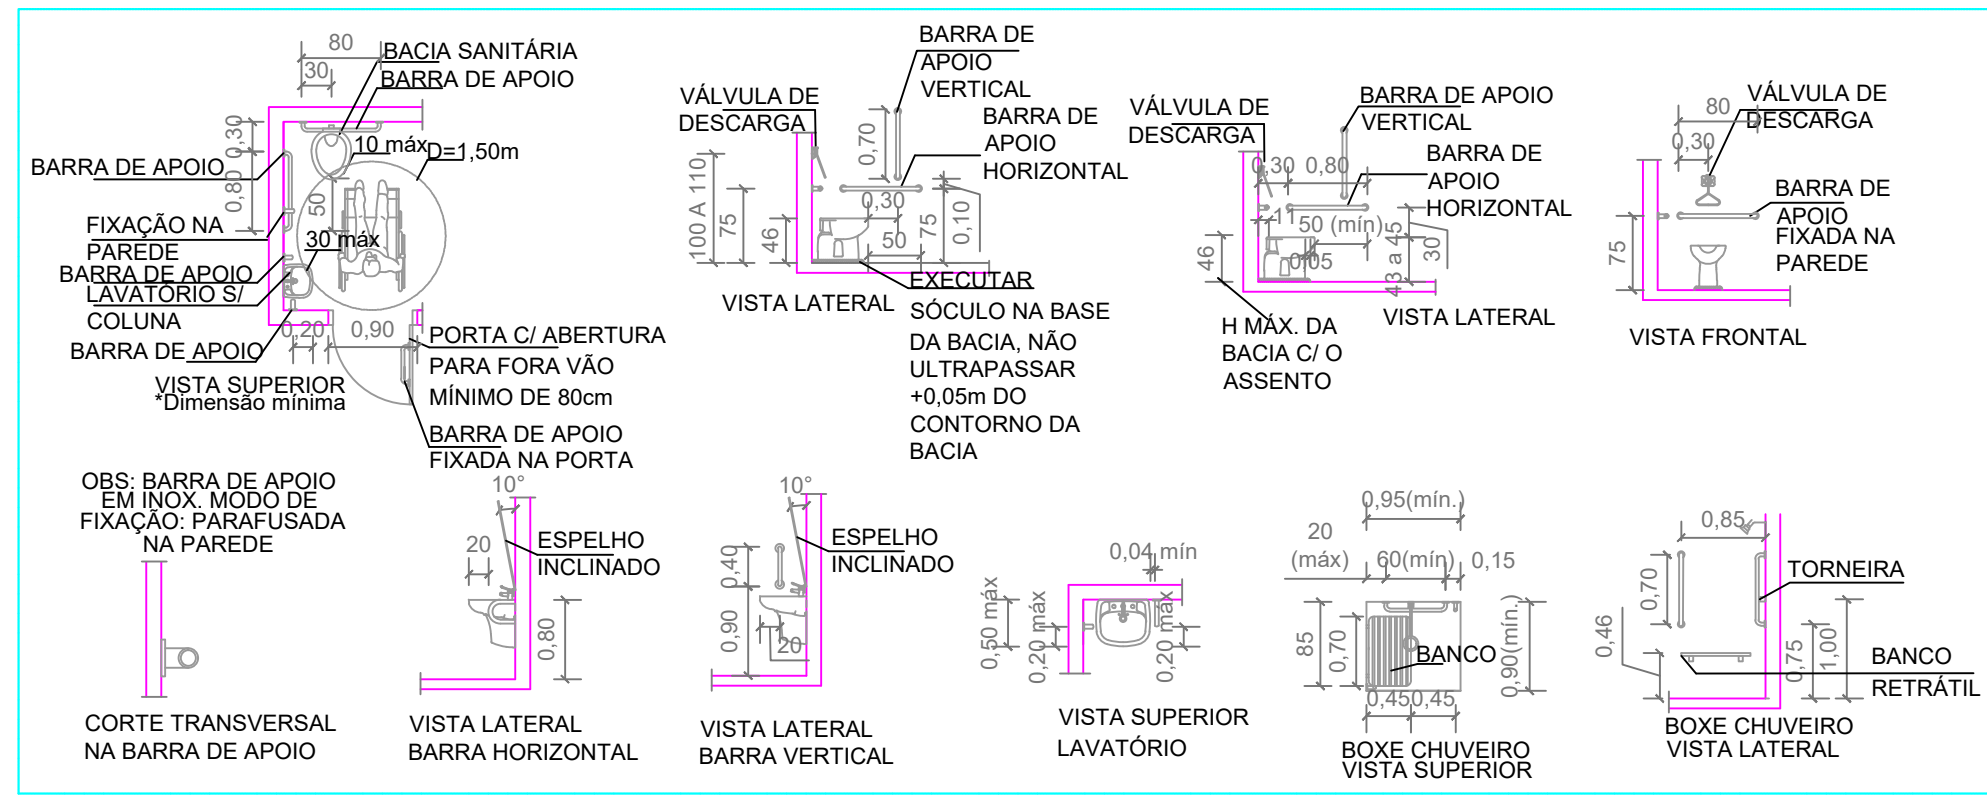 80
30
BACIA SANITÁRIA
BARRA DE APOIO
0,30
10 máx
D=1,50m
BARRA DE APOIO
0,80
50
FIXAÇÃO NA
PAREDE
30 máx
BARRA DE APOIO
LAVATÓRIO S/
COLUNA
0,20
0,90
BARRA DE APOIO
PORTA C/ ABERTURA
PARA FORA VÃO
MÍNIMO DE 80cm
VISTA SUPERIOR
*Dimensão mínima
BARRA DE APOIO
FIXADA NA PORTA
BARRA DE
APOIO
VERTICAL
VÁLVULA DE
DESCARGA
BARRA DE
APOIO
HORIZONTAL
0,70
100 A 110
75
46
0,30
50
75
0,10
VISTA LATERAL
EXECUTAR
SÓCULO NA BASE
DA BACIA, NÃO
ULTRAPASSAR
+0,05m DO
CONTORNO DA
BACIA
VÁLVULA DE
DESCARGA
BARRA DE APOIO
VERTICAL
BARRA DE
APOIO
HORIZONTAL
0,30
0,80
11
50 (mín)
46
0,05
43 a 45
30
H MÁX. DA
BACIA C/ O
ASSENTO
VISTA LATERAL
80
VÁLVULA DE
DESCARGA
0,30
BARRA DE
APOIO
FIXADA NA
PAREDE
75
VISTA FRONTAL
OBS: BARRA DE APOIO
EM INOX. MODO DE
FIXAÇÃO: PARAFUSADA
NA PAREDE
CORTE TRANSVERSAL
NA BARRA DE APOIO
10°
20
ESPELHO
INCLINADO
0,80
VISTA LATERAL
BARRA HORIZONTAL
10°
ESPELHO
INCLINADO
0,40
0,90
20
VISTA LATERAL
BARRA VERTICAL
0,04 mín
0,50 máx
0,20 máx
0,20 máx
VISTA SUPERIOR
LAVATÓRIO
0,95(mín.)
20
(máx)
60(mín)
0,15
85
0,70
BANCO
0,90(mín.)
0,45
0,45
BOXE CHUVEIRO
VISTA SUPERIOR
0,85
0,70
TORNEIRA
0,46
0,75
1,00
BANCO
RETRÁTIL
BOXE CHUVEIRO
VISTA LATERAL